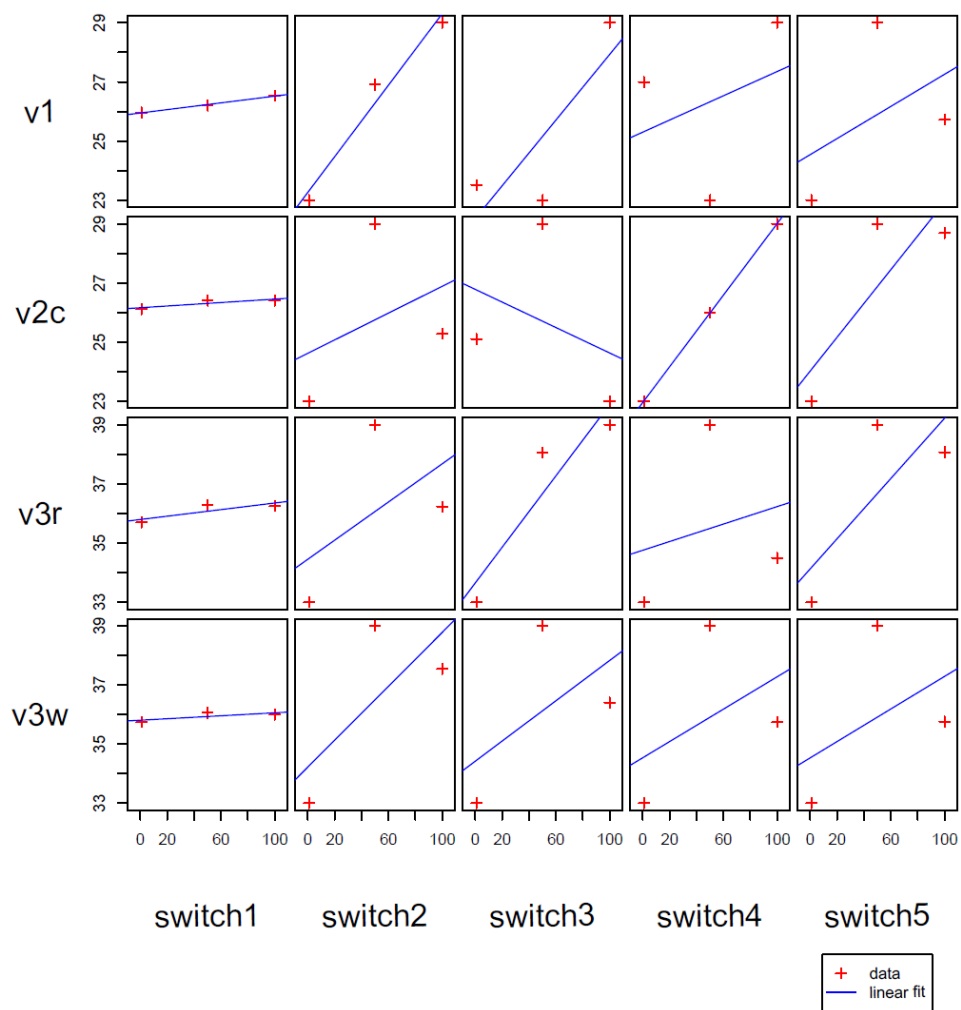 29
27
25
23
v1
29
27
25
23
v2c
39
37
35
33
v3r
39
37
35
33
v3w
0 20 60 100 0 20 60 100 0 20 60 100 0 20 60 100 0 20 60 100
switch1 switch2 switch3 switch4 switch5
data
linear fit